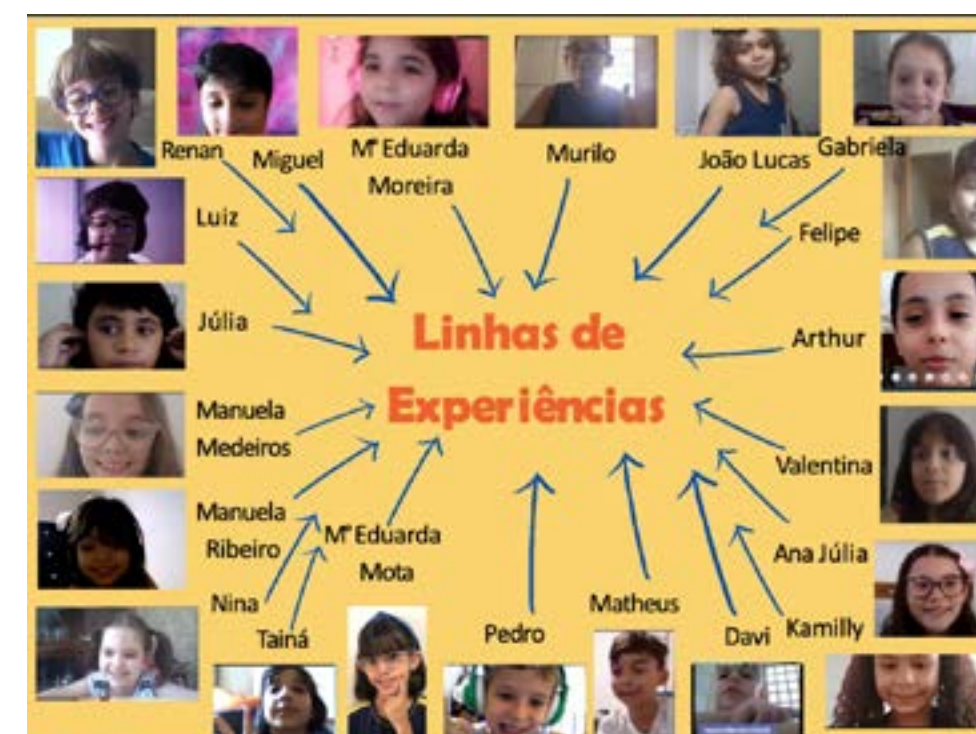 Renan
Miguel
Mª Eduarda
Moreira
Murilo
João Lucas
Gabriela
Luiz
Felipe
Júlia
Linhas de
Arthur
Experiências
Manuela
Medeiros
Valentina
Manuela
Ribeiro
Mª Eduarda
Mota
Ana Júlia
Nina
Tainá
Pedro
Matheus
Davi
Kamilly